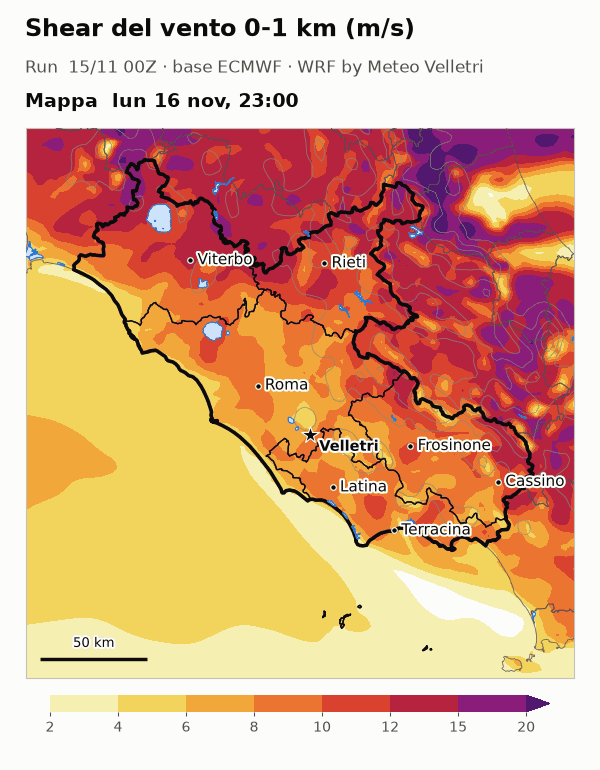 Shear del vento 0-1 km (m/s)
Run  15/11 00Z · base ECMWF · WRF by Meteo Velletri
Mappa  lun 16 nov, 23:00
Viterbo
Rieti
Roma
Velletri
Frosinone
Latina
Cassino
Terracina
50 km
2 4 6 8 10 12 15 20